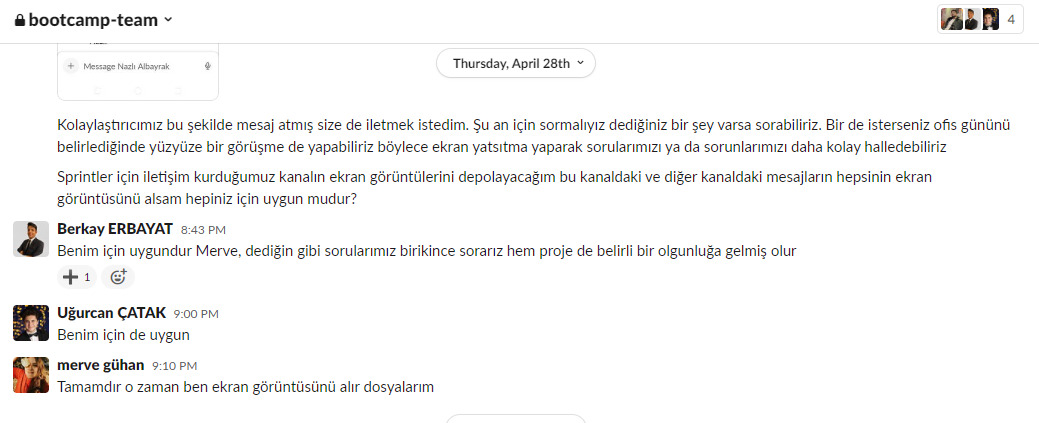 bootcamp-team
4
Message Nazlı Albayrak
Thursday, April 28th
Kolaylaştırıcımız bu şekilde mesaj atmış size de iletmek istedim. Şu an için sormalıyız dediğiniz bir şey varsa sorabiliriz. Bir de isterseniz ofis gününü
belirlediğinde yüzyüze bir görüşme de yapabiliriz böylece ekran yatsıtma yaparak sorularımızı ya da sorunlarımızı daha kolay halledebiliriz
Sprintler için iletişim kurduğumuz kanalın ekran görüntülerini depolayacağım bu kanaldaki ve diğer kanaldaki mesajların hepsinin ekran
görüntüsünü alsam hepiniz için uygun mudur?
Berkay ERBAYAT 8:43 PM
Benim için uygundur Merve, dediğin gibi sorularımız birikince sorarız hem proje de belirli bir olgunluğa gelmiş olur
1
Uğurcan ÇATAK 9:00 PM
Benim için de uygun
merve gühan 9:10 PM
Tamamdır o zaman ben ekran görüntüsünü alır dosyalarım